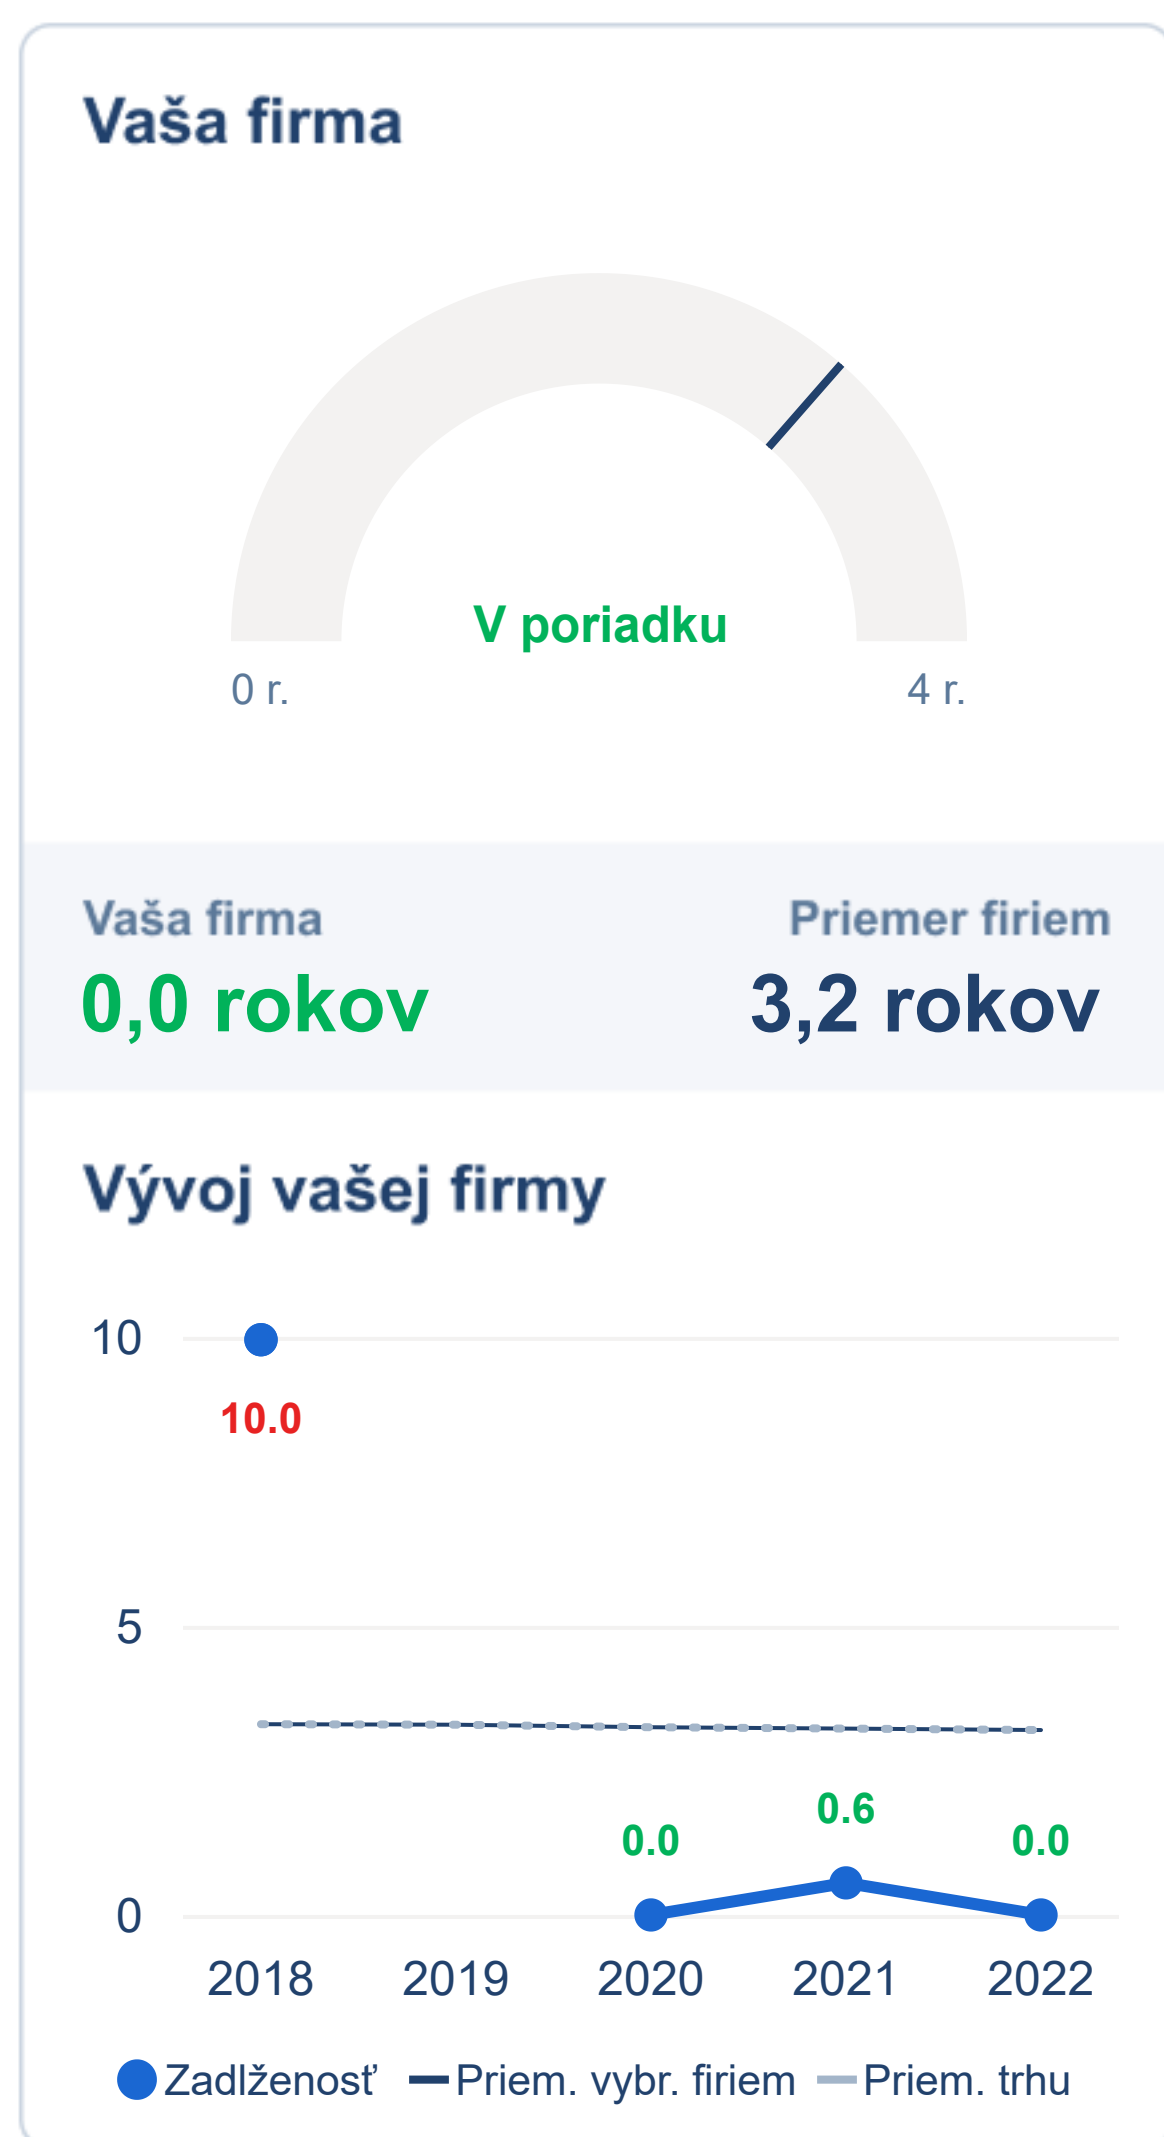 Vaša firma
V poriadku
0 r. 4 r.
Vaša firma Priemer firiem
0,0 rokov 3,2 rokov
Vývoj vašej firmy
10
10.0
5
0.6
0.0 0.0
0
2018 2019 2020 2021 2022
Zadlženosť Priem. vybr. firiem Priem. trhu